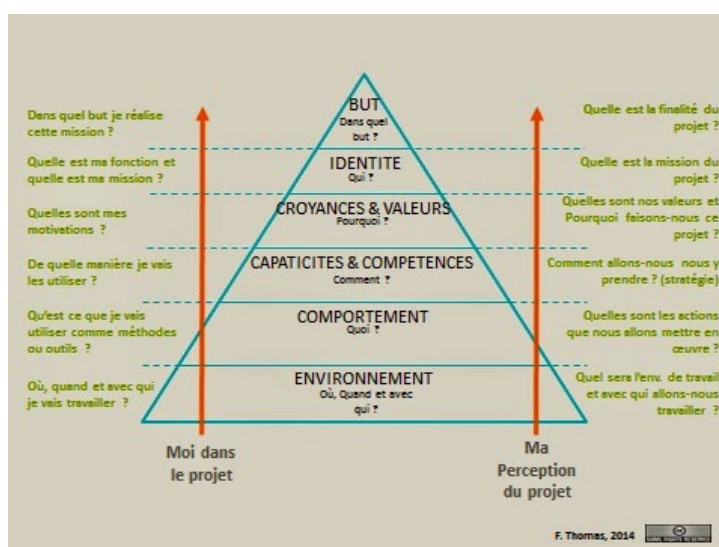 BUT
Dans quel
but ?
Dans quel but je réalise
cette mission ?
Quelle est la finalité du
projet ?
IDENTITE
Qui ?
Quelle est ma fonction et
quelle est ma mission ?
Quelle est la mission du
projet ?
CROYANCES & VALEURS
Pourquoi ?
Quelles sont mes
motivations ?
Quelles sont nos valeurs et
Pourquoi faisons-nous ce
projet ?
CAPATICITES & COMPETENCES
Comment ?
De quelle manière je vais
les utiliser ?
Comment allons-nous nous y
prendre ? (stratégie)
COMPORTEMENT
Quoi ?
Qu'est ce que je vais
utiliser comme méthodes
ou outils ?
Quelles sont les actions
que nous allons mettre en
œuvre ?
ENVIRONNEMENT
Où, Quand et avec
qui ?
Où, quand et avec qui
je vais travailler ?
Quel sera l'env. de travail
et avec qui allons-nous
travailler ?
Moi dans
le projet
Ma
Perception
du projet
F. Thomas, 2014